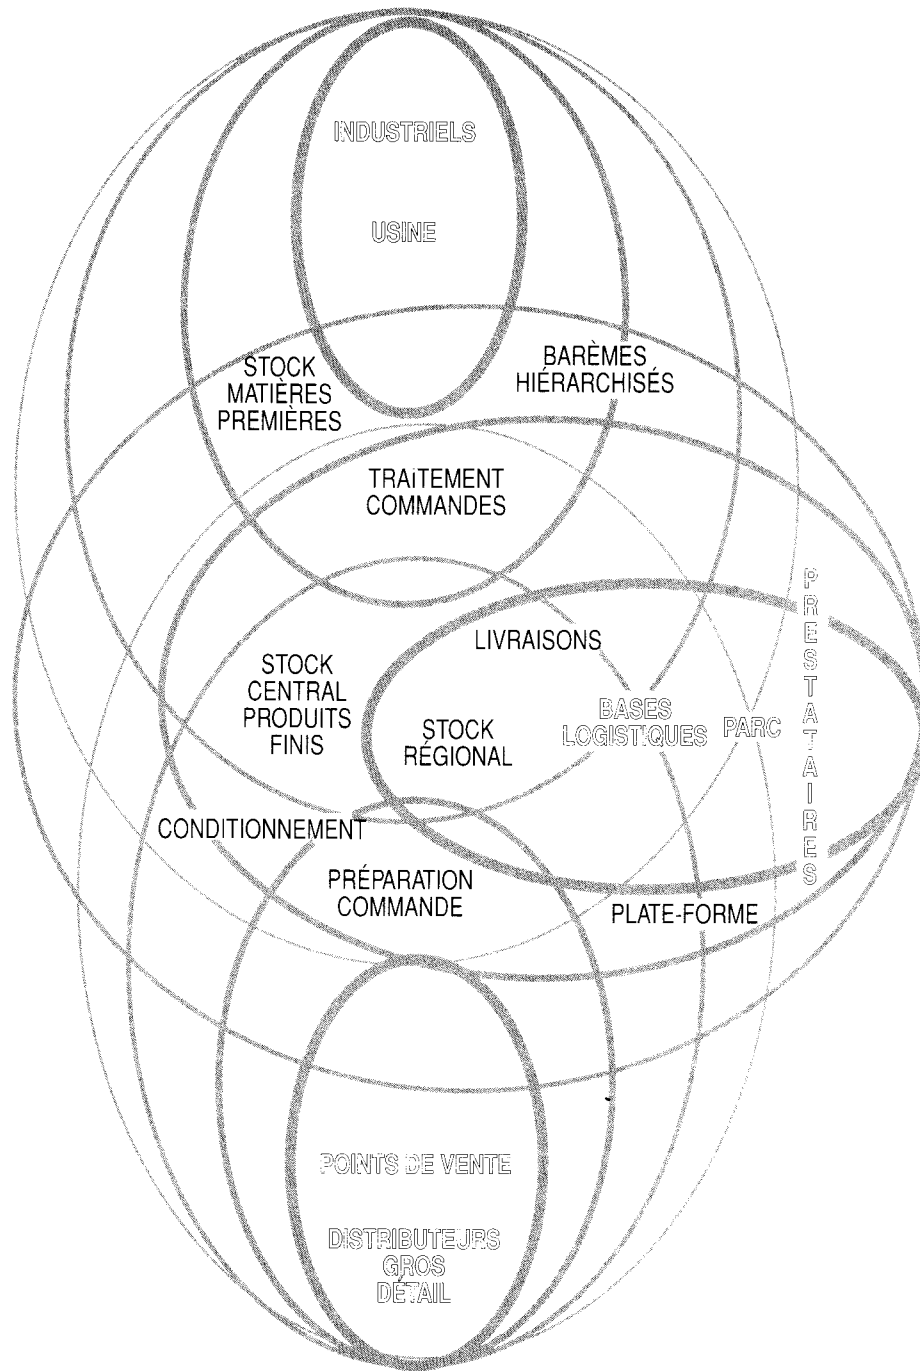 INDUSTRIELS
USINE
STOCK
MATIÈRES
PREMIÈRES
BARÈMES
HIÉRARCHISÉS
TRAITEMENT
COMMANDES
PRESTATAIRES
LIVRAISONS
STOCK
CENTRAL
PRODUITS
FINIS
STOCK
RÉGIONAL
BASES
LOGISTIQUES
PARC
CONDITIONNEMENT
PRÉPARATION
COMMANDE
PLATE-FORME
POINTS DE VENTE
DISTRIBUTEURS
GROS
DÉTAIL